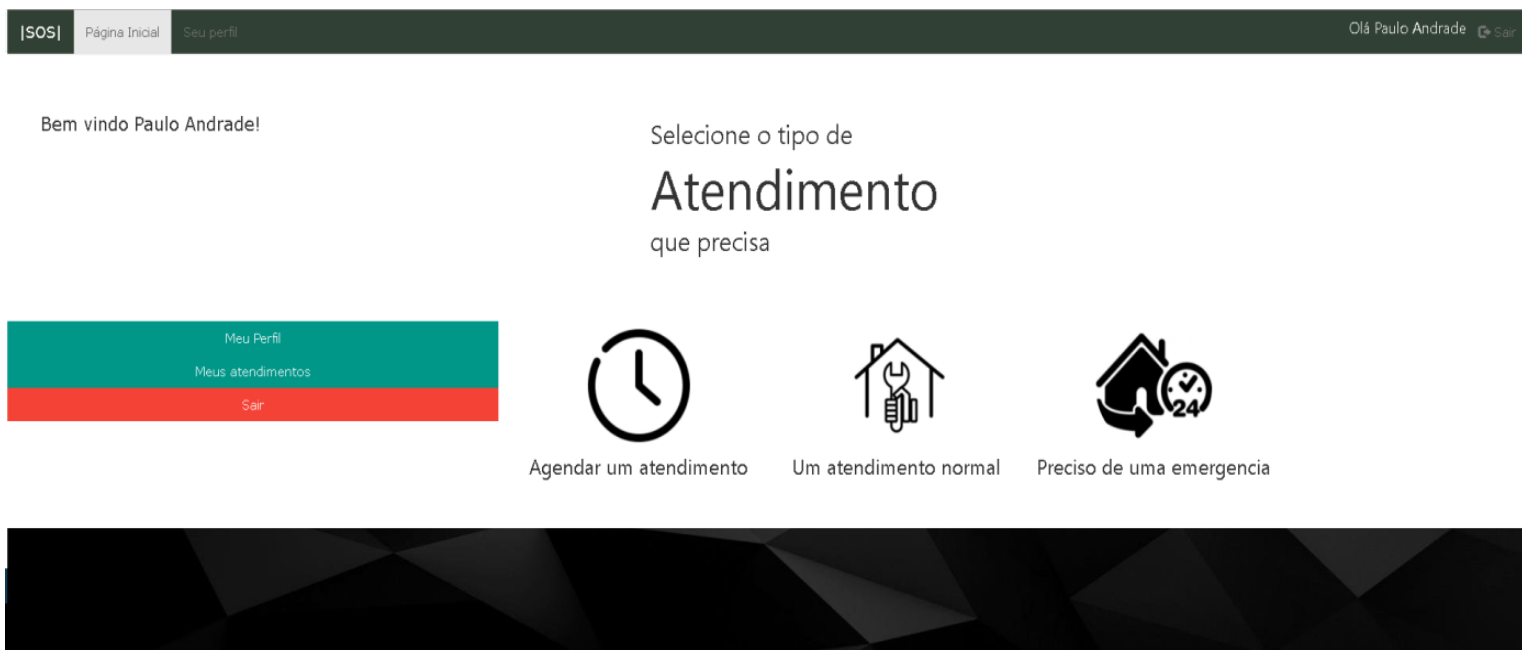 |SOS|
Página Inicial
Seu perfil
Olá Paulo Andrade
Sair
Bem vindo Paulo Andrade!
Selecione o tipo de
Atendimento
que precisa
Meu Perfil
Meus atendimentos
Sair
24
Agendar um atendimento
Um atendimento normal
Preciso de uma emergencia